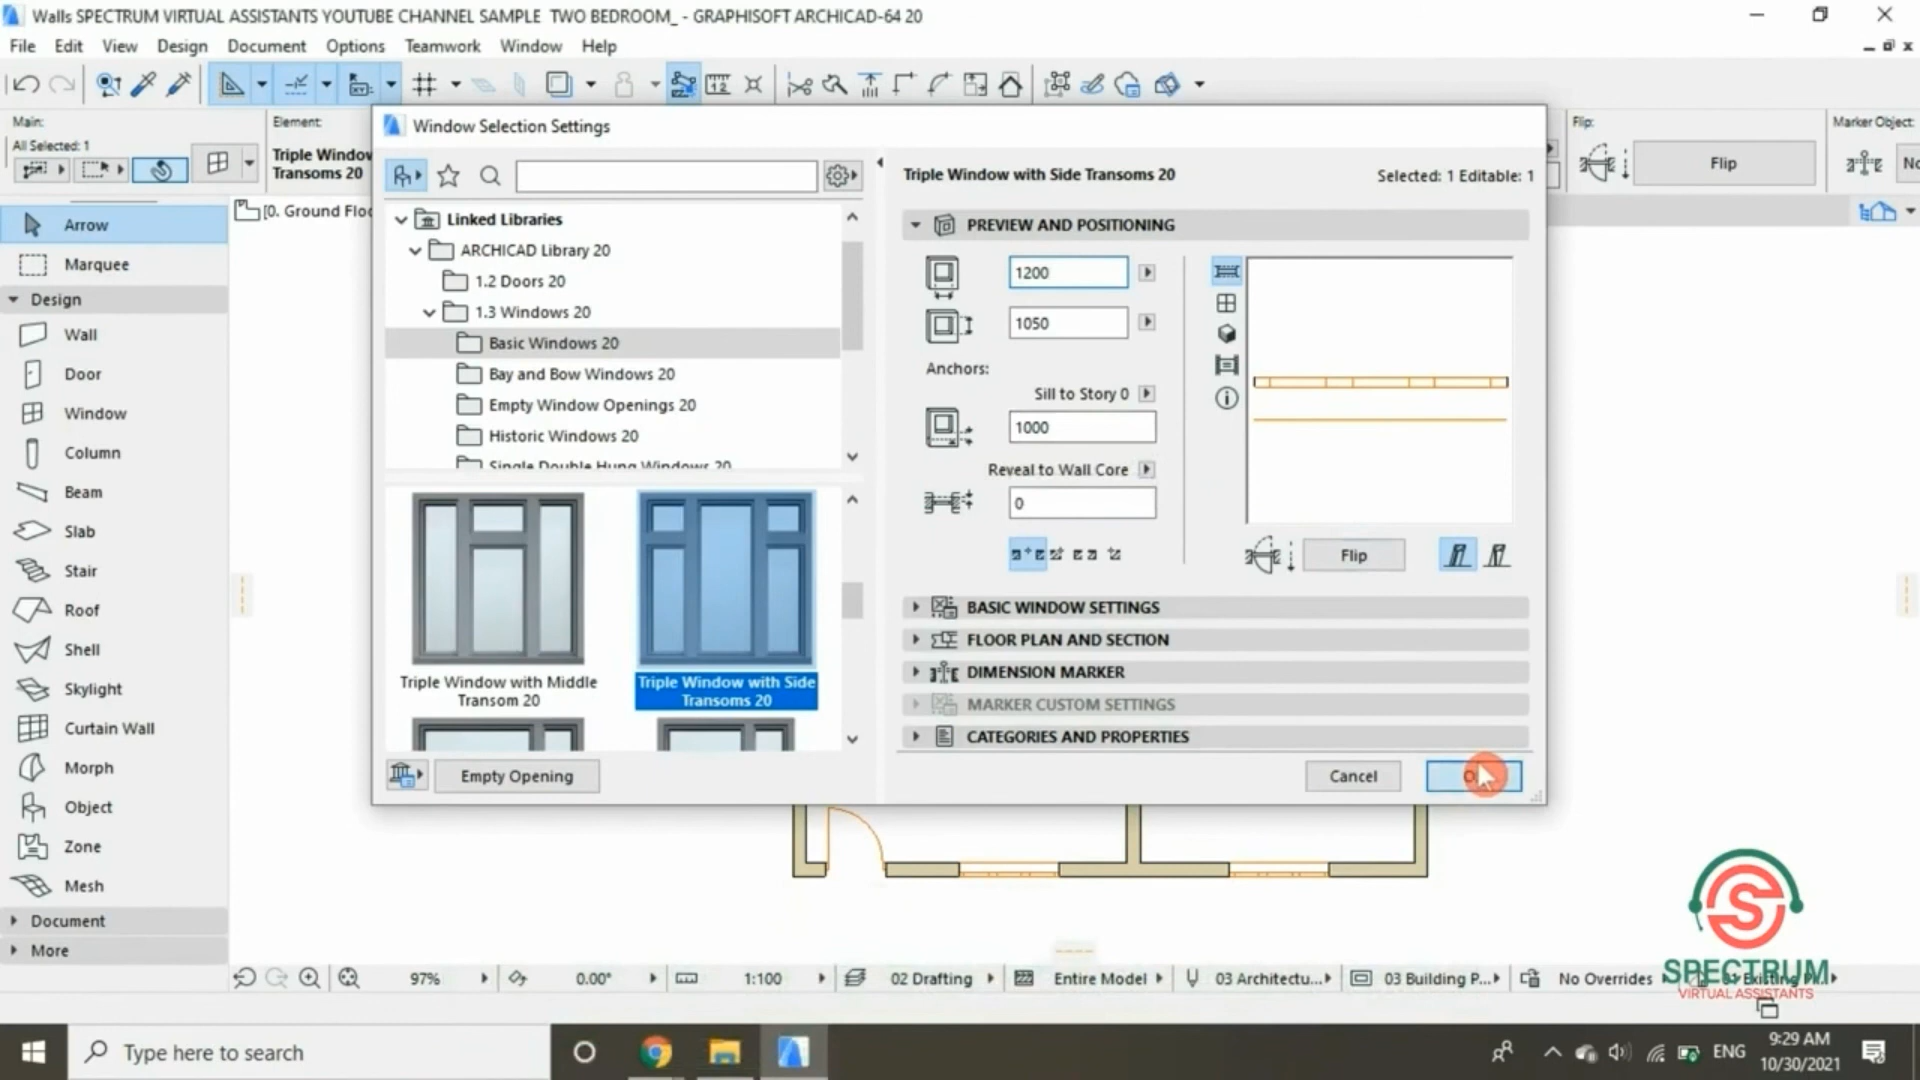 Walls SPECTRUM VIRTUAL ASSISTANTS YOUTUBE CHANNEL SAMPLE TWO BEDROOM_ - GRAPHISOFT ARCHICAD-64 20
File Edit View Design Document Options Teamwork Window Help
Main:
All Selected: 1
Element:
Triple Window
Transoms 20
Flip:
Flip
Marker Object:
Window Selection Settings
Arrow
Marquee
Design
Wall
Door
Window
Column
Beam
Slab
Stair
Roof
Shell
Skylight
Curtain Wall
Morph
Object
Zone
Mesh
Document
More
[0. Ground Floo
Linked Libraries
ARCHICAD Library 20
1.2 Doors 20
1.3 Windows 20
Basic Windows 20
Bay and Bow Windows 20
Empty Window Openings 20
Historic Windows 20
Single Double Hung Windows 20
Triple Window with Middle
Transom 20
Triple Window with Side
Transoms 20
Empty Opening
Triple Window with Side Transoms 20
Selected: 1 Editable: 1
PREVIEW AND POSITIONING
1200
1050
Anchors:
Sill to Story 0
1000
Reveal to Wall Core
0
Flip
BASIC WINDOW SETTINGS
FLOOR PLAN AND SECTION
DIMENSION MARKER
MARKER CUSTOM SETTINGS
CATEGORIES AND PROPERTIES
Cancel
97%
0.00°
1:100
02 Drafting
Entire Model
03 Architectu...
03 Building P...
No Overrides
S
SPECTRUM
VIRTUAL ASSISTANTS
Type here to search
ENG
9:29 AM
10/30/2021